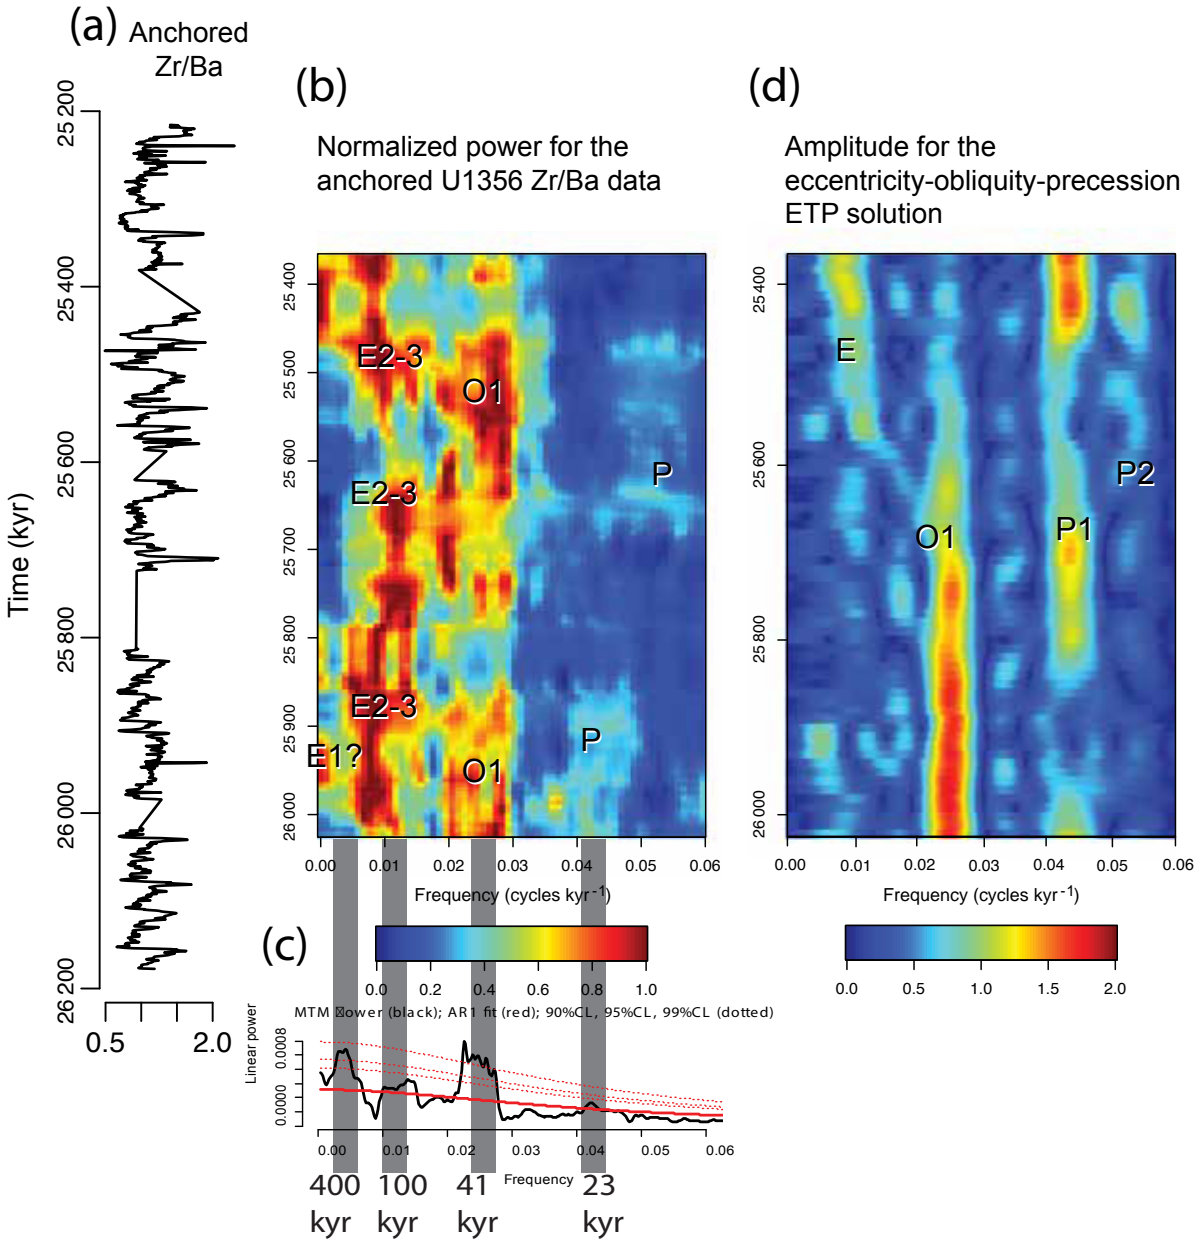 (a) Anchored
Zr/Ba
25 200
25 400
25 600
25 800
26 000
26 200
Time (kyr)
0.5 2.0
(b)
Normalized power for the
anchored U1356 Zr/Ba data
25 400
25 500
25 600
25 700
25 800
25 900
26 000
E2-3
O1
E2-3
P
E2-3
E1?
P
O1
0.00 0.01 0.02 0.03 0.04 0.05 0.06
Frequency (cycles kyr-1)
0.0 0.2 0.4 0.6 0.8 1.0
(d)
Amplitude for the
eccentricity-obliquity-precession
ETP solution
25 400
25 600
25 800
26 000
E
P2
O1
P1
0.00 0.01 0.02 0.03 0.04 0.05 0.06
Frequency (cycles kyr-1)
0.0 0.5 1.0 1.5 2.0
(c)
MTM ower (black); AR1 fit (red); 90%CL, 95%CL, 99%CL (dotted)
Linear power
0.0008
0.0000
0.00 0.01 0.02 0.03 0.04 0.05 0.06
Frequency
400 100 41 23
kyr kyr kyr kyr